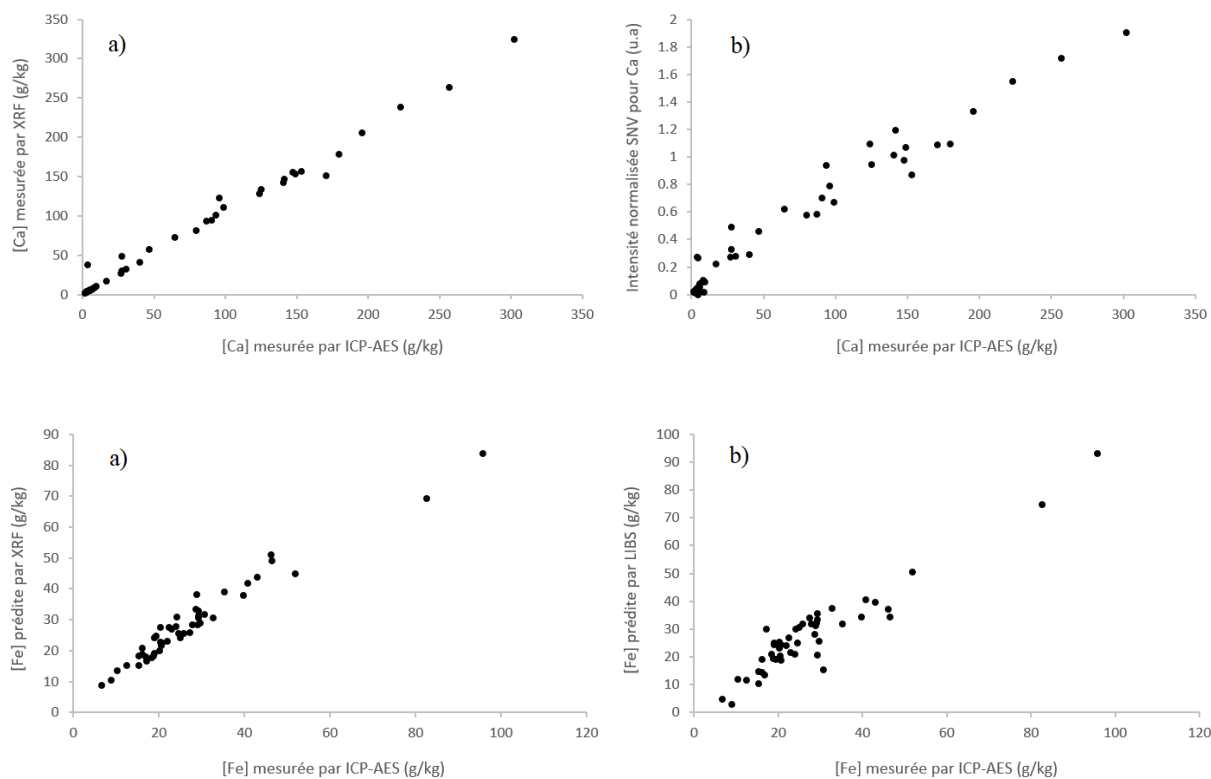 a)
[Ca] mesurée par XRF (g/kg)
350
300
250
200
150
100
50
0
0 50 100 150 200 250 300 350
[Ca] mesurée par ICP-AES (g/kg)
b)
Intensité normalisée SNV pour Ca (u.a)
2
1.8
1.6
1.4
1.2
1
0.8
0.6
0.4
0.2
0
0 50 100 150 200 250 300 350
[Ca] mesurée par ICP-AES (g/kg)
a)
[Fe] prédite par XRF (g/kg)
90
80
70
60
50
40
30
20
10
0
0 20 40 60 80 100 120
[Fe] mesurée par ICP-AES (g/kg)
b)
[Fe] prédite par LIBS (g/kg)
100
90
80
70
60
50
40
30
20
10
0
0 20 40 60 80 100 120
[Fe] mesurée par ICP-AES (g/kg)